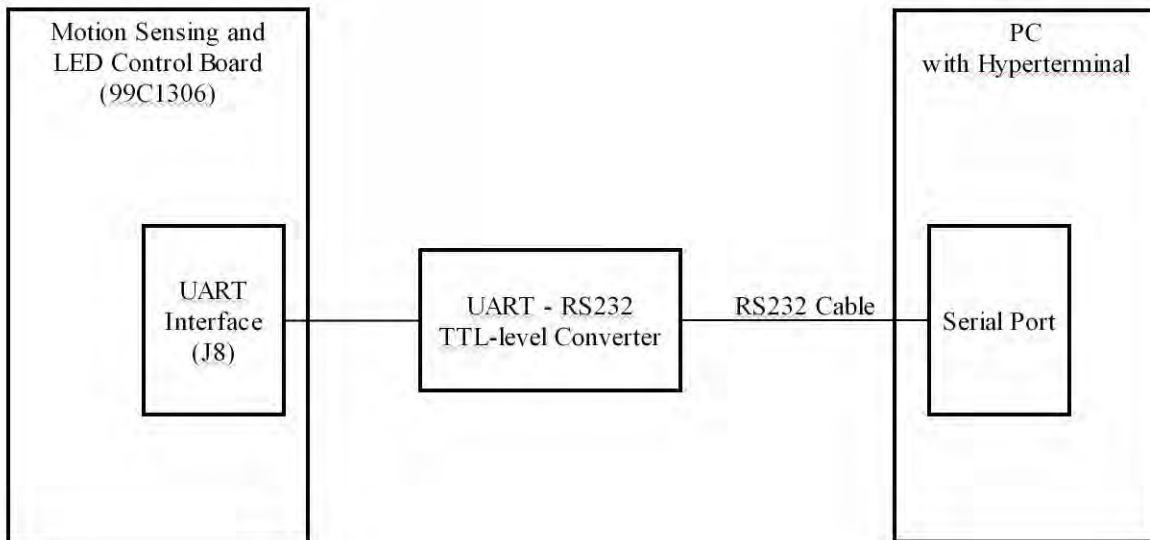 Motion Sensing and
LED Control Board
(99C1306)
PC
with Hyperterminal
UART
Interface
(J8)
UART - RS232
TTL-level Converter
RS232 Cable
Serial Port